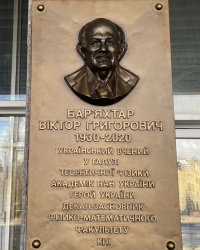 БАР'ЯХТАР
ВІКТОР ГРИГОРОВИЧ
1930-2020
УКРАЇНСЬКИЙ ВЧЕНИЙ
У ГАЛУЗІ
ТЕОРЕТИЧНОЇ ФІЗИКИ
АКАДЕМІК НАН УКРАЇНИ
ГЕРОЙ УКРАЇНИ
ДЕКАН-ЗАСНОВНИК
ФІЗИКО-МАТЕМАТИЧНОГО
ФАКУЛЬТЕТУ
КПІ